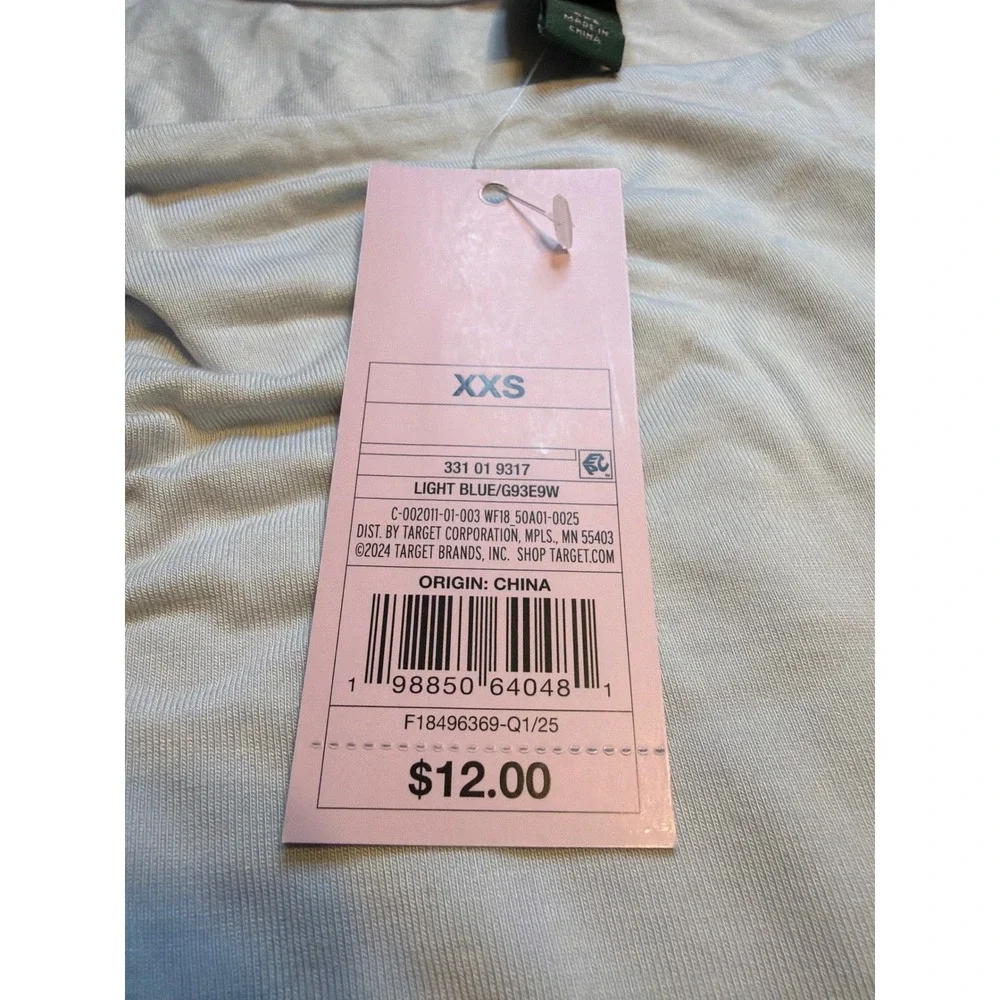 MADE IN
CHINA
XXS
331 01 9317
LIGHT BLUE/G93E9W
C-002011-01-003 WF18_50A01-0025
DIST. BY TARGET CORPORATION, MPLS., MN 55403
©2024 TARGET BRANDS, INC. SHOP TARGET.COM
ORIGIN: CHINA
1 98850 64048 1
F18496369-Q1/25
$12.00